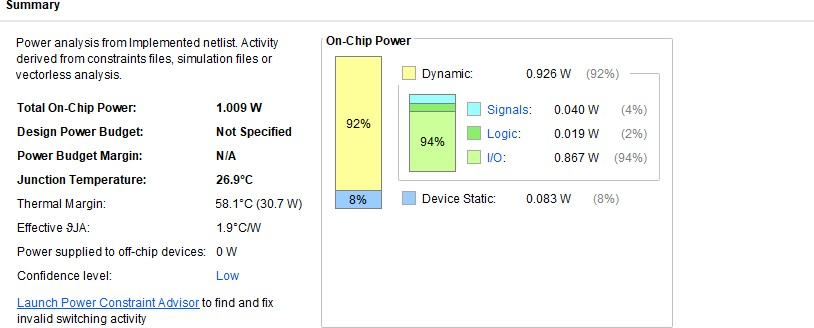 Summary
Power analysis from Implemented netlist. Activity
derived from constraints files, simulation files or
vectorless analysis.
Total On-Chip Power: 1.009 W
Design Power Budget: Not Specified
Power Budget Margin: N/A
Junction Temperature: 26.9°C
Thermal Margin: 58.1°C (30.7 W)
Effective ϑJA: 1.9°C/W
Power supplied to off-chip devices: 0 W
Confidence level: Low
Launch Power Constraint Advisor to find and fix
invalid switching activity
On-Chip Power
92%
8%
Dynamic: 0.926 W (92%)
94%
Signals: 0.040 W (4%)
Logic: 0.019 W (2%)
I/O: 0.867 W (94%)
Device Static: 0.083 W (8%)